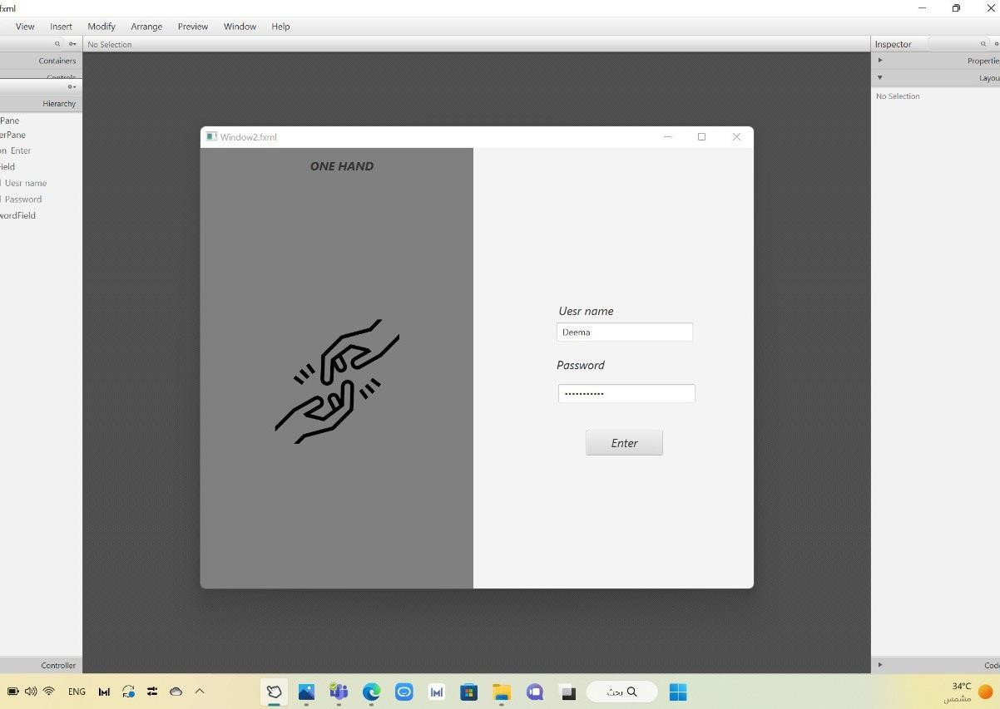 fxml
View Insert Modify Arrange Preview Window Help
No Selection
Inspector
Containers
Controls
Hierarchy
Pane
erPane
on Enter
ield
Uesr name
Password
wordField
Controller
Window2.fxml
ONE HAND
Uesr name
Deema
Password
•••••••••••
Enter
Propertie
Layou
No Selection
Code
ENG
بحث
34°C
مشمس